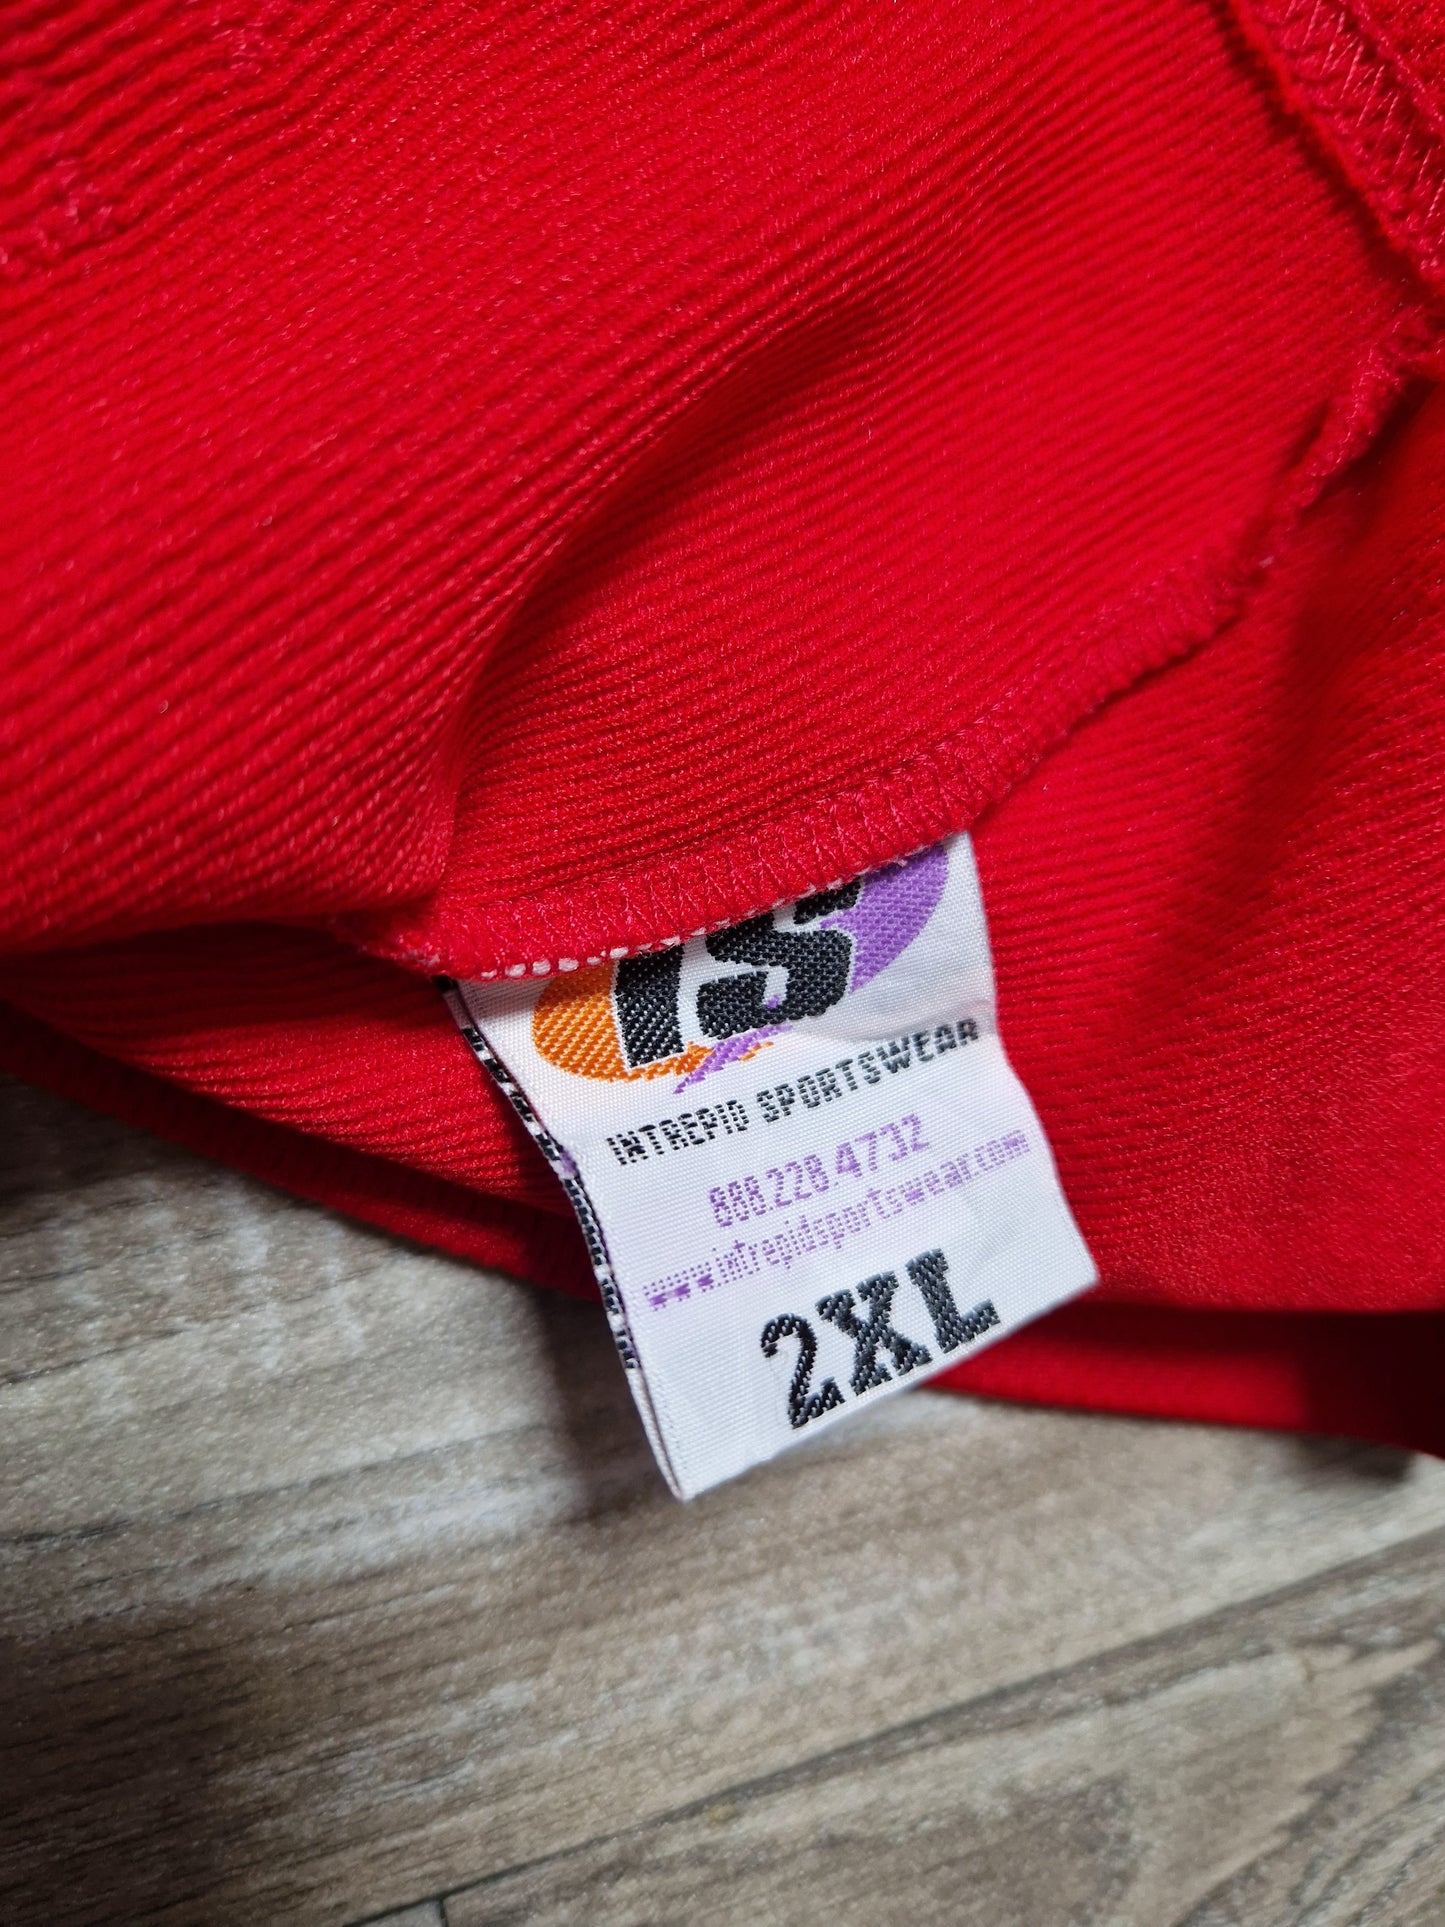 IS
INTREPID SPORTSWEAR
888.228.4732
www.intrepidsportswear.com
2XL